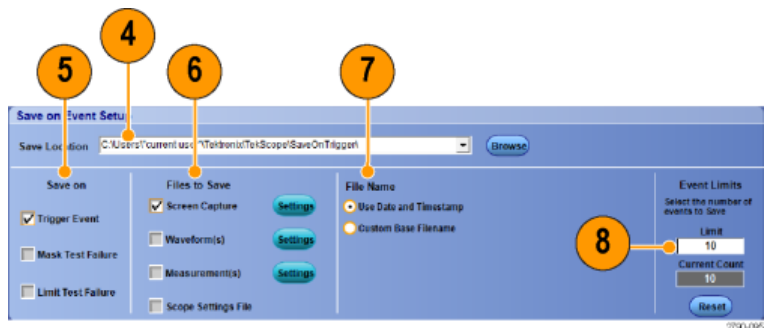 4
5
6
7
Save on Event Setup
Save Location C:\Users\"current user"\Tektronix\TekScope\SaveOnTrigger\ Browse
Save on
Trigger Event
Mask Test Failure
Limit Test Failure
Files to Save
Screen Capture Settings
Waveform(s) Settings
Measurement(s) Settings
Scope Settings File
File Name
Use Date and Timestamp
Custom Base Filename
8
Event Limits
Select the number of
events to Save
Limit
10
Current Count
10
Reset
2790-095